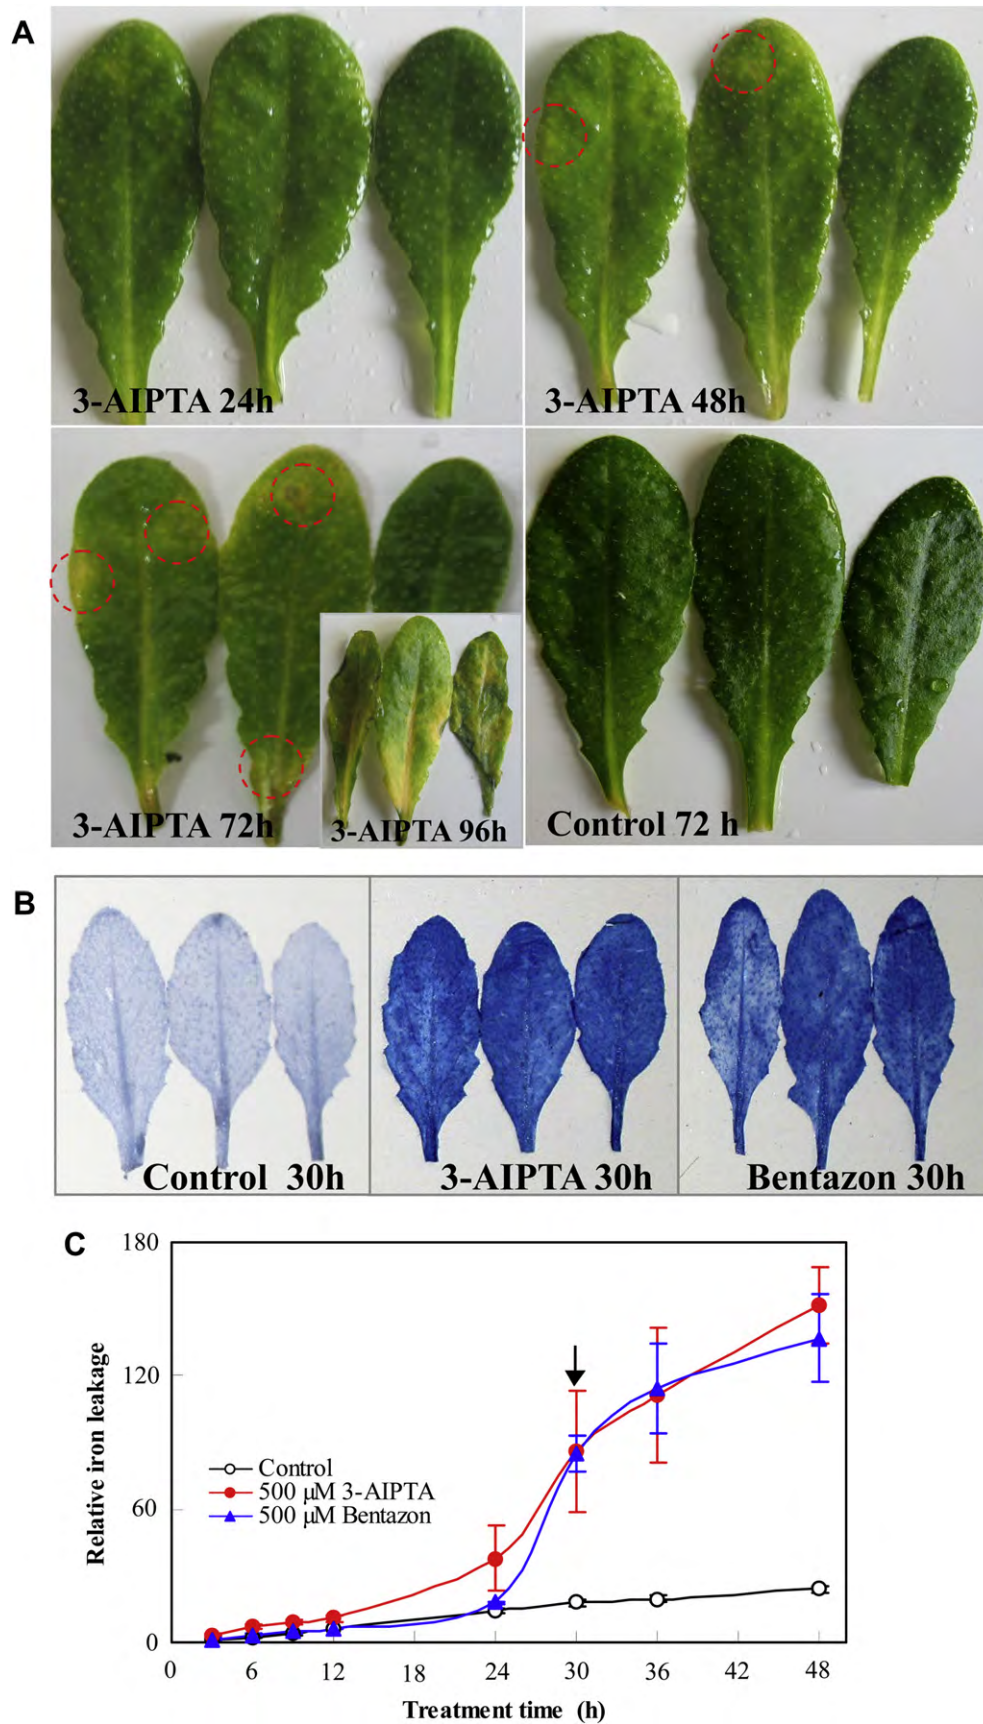 A
3-AIPTA 24h
3-AIPTA 48h
3-AIPTA 72h
3-AIPTA 96h
Control 72 h
B
Control 30h
3-AIPTA 30h
Bentazon 30h
C
180
120
60
0
Relative iron leakage
Control
500 μM 3-AIPTA
500 μM Bentazon
0 6 12 18 24 30 36 42 48
Treatment time (h)